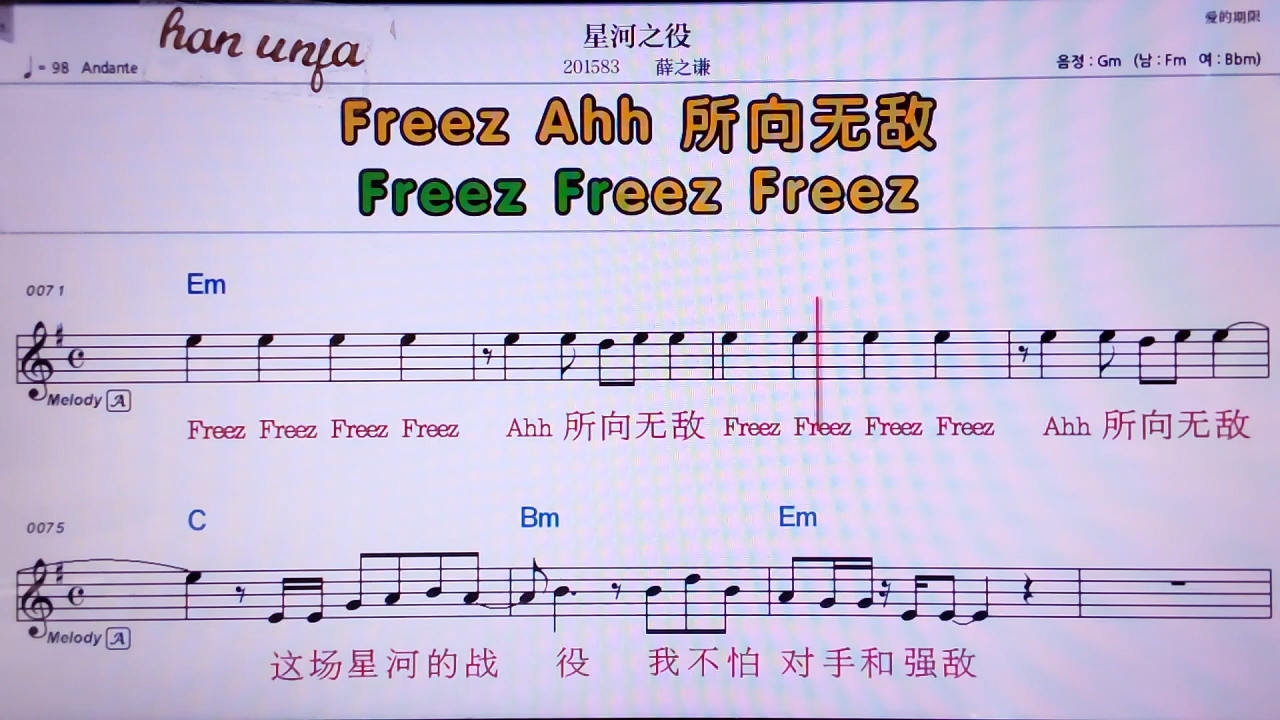 han unfa
爱的期限
星河之役
♩= 98 Andante
201583 薛之谦
음정 : Gm (남 : Fm 여 : Bbm)
Freez Ahh 所向无敌
Freez Freez Freez
0071 Em
Melody A
Freez Freez Freez Freez Ahh 所向无敌 Freez Freez Freez Freez Ahh 所向无敌
0075 C Bm Em
Melody A
这场星河的战 役 我不怕 对手和强敌